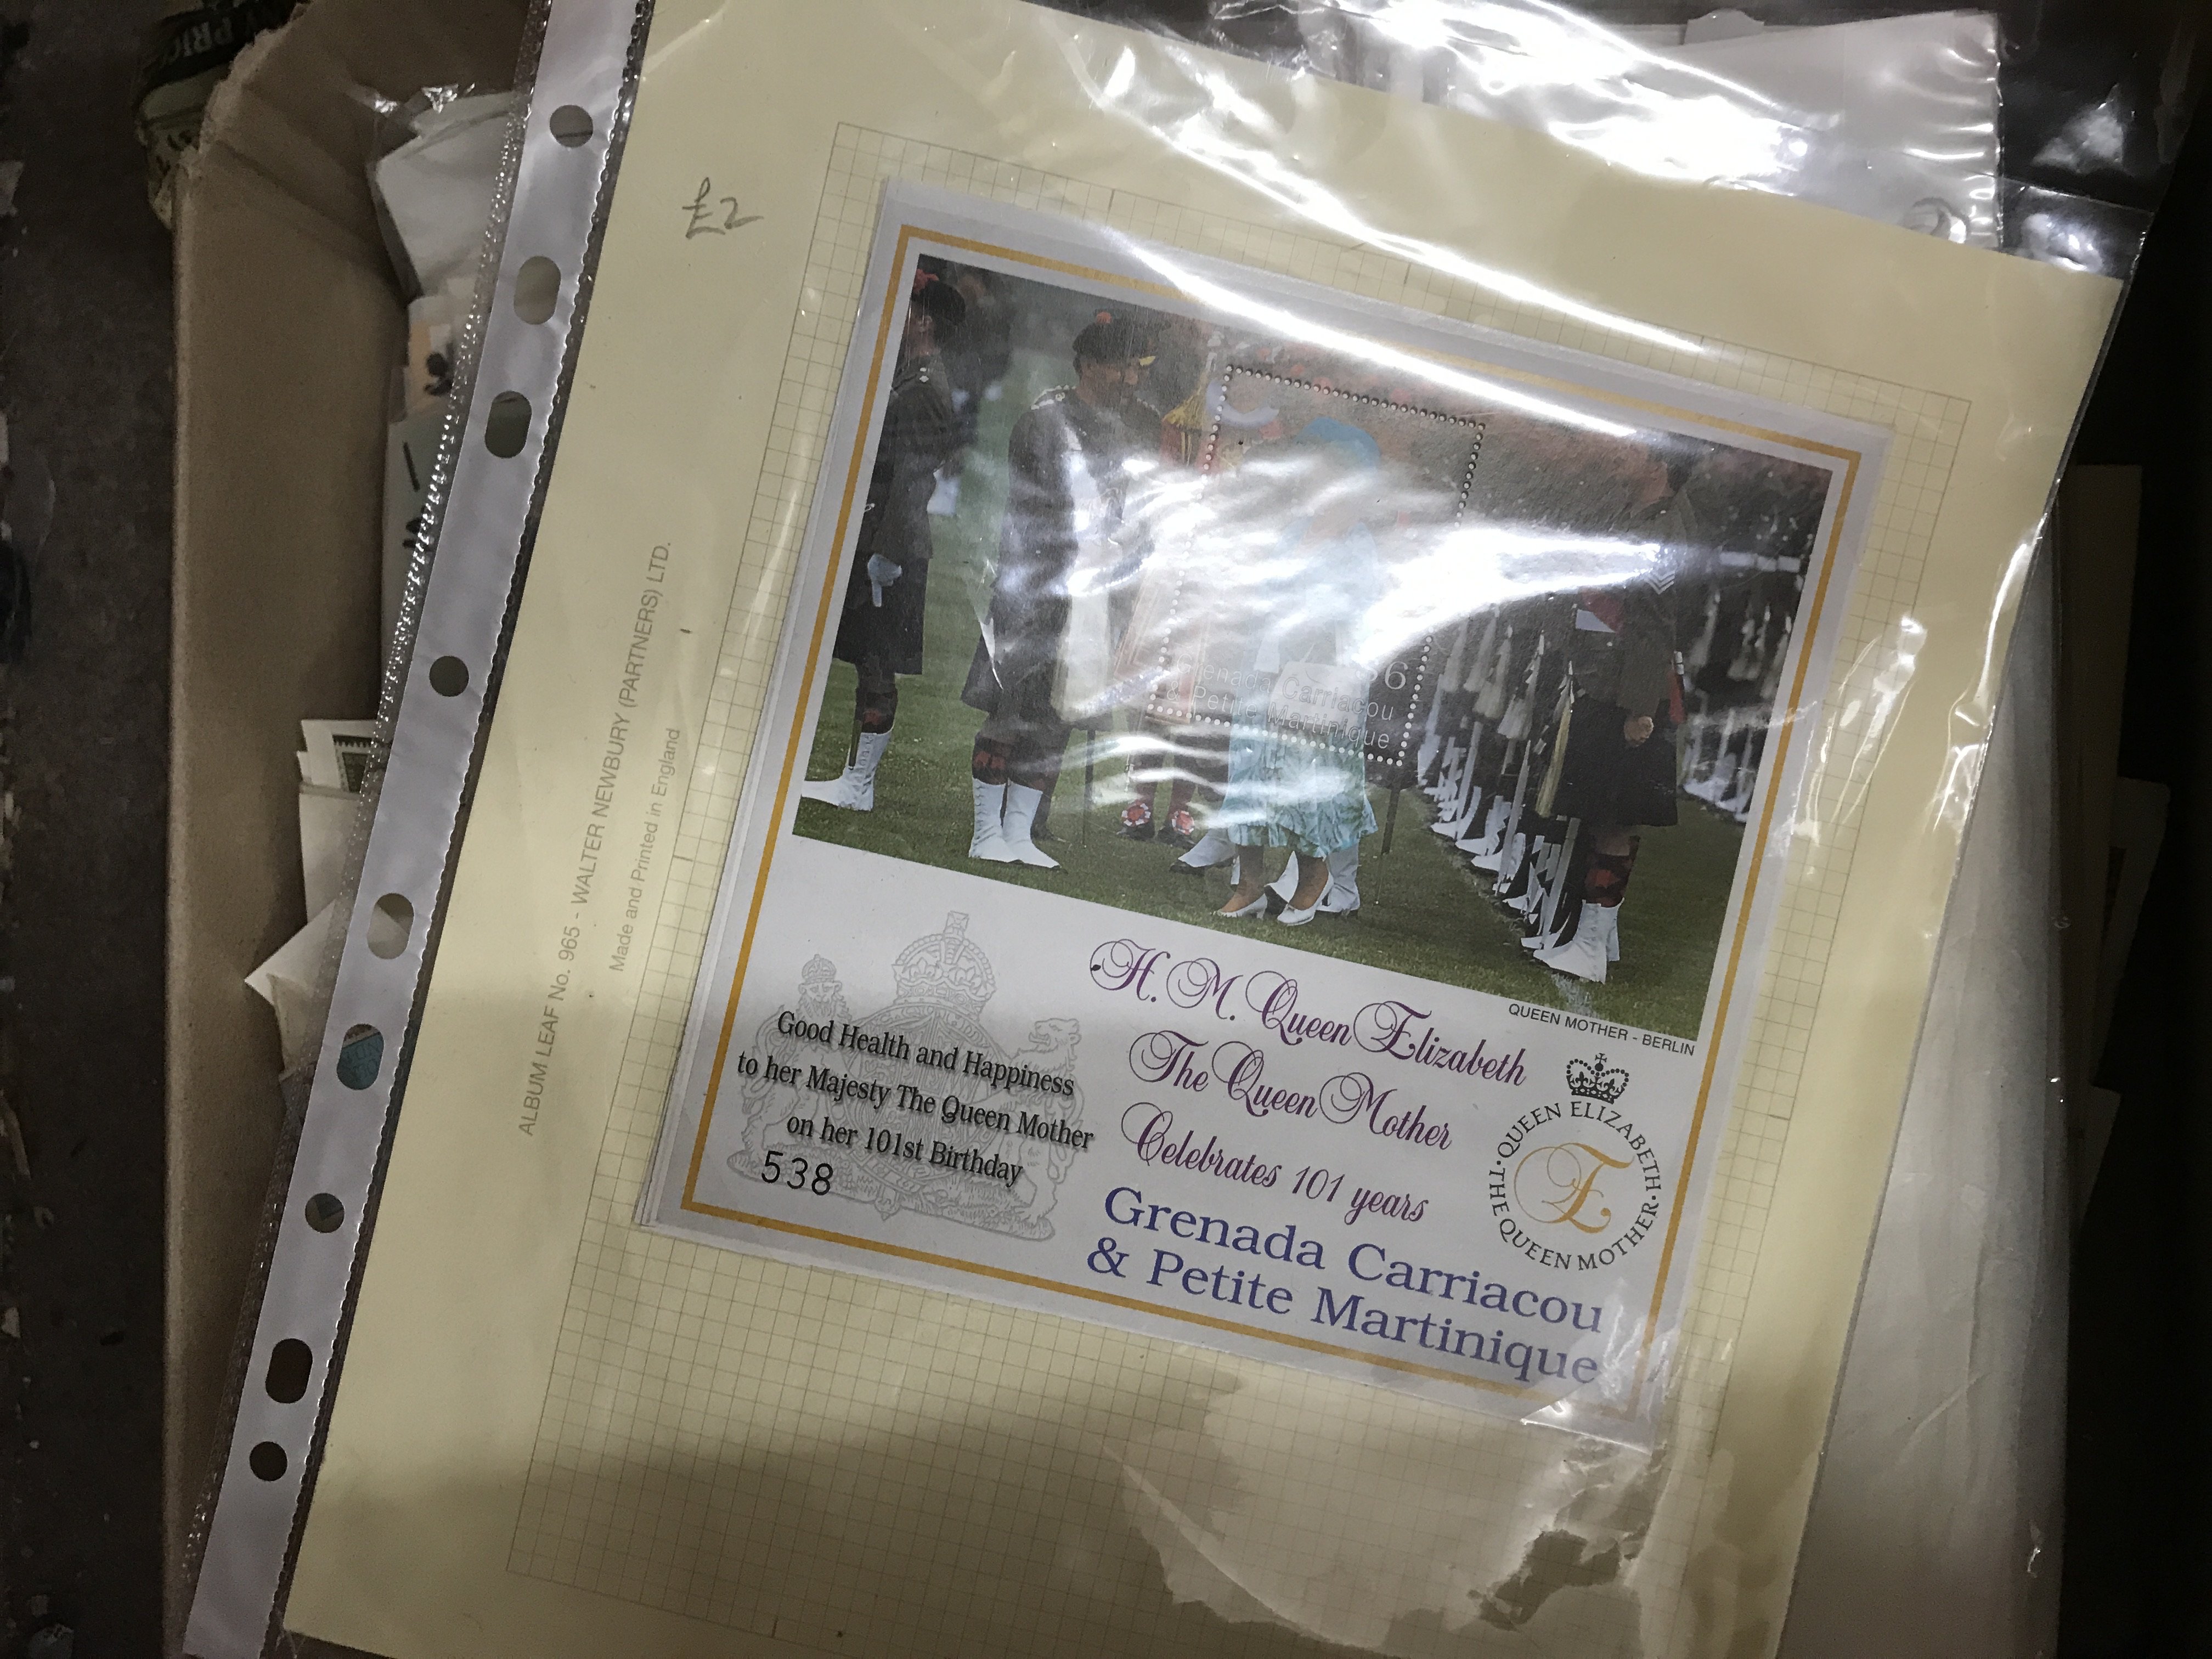 £2
ALBUM LEAF No. 965 - WALTER NEWBURY (PARTNERS) LTD.
Made and Printed in England
6
Grenada Carriacou
& Petite Martinique
QUEEN MOTHER - BERLIN
Good Health and Happiness
to her Majesty The Queen Mother
on her 101st Birthday
538
H. M. Queen Elizabeth
The Queen Mother
Celebrates 101 years
Grenada Carriacou
& Petite Martinique
·QUEEN ELIZABETH·
THE QUEEN MOTHER
E